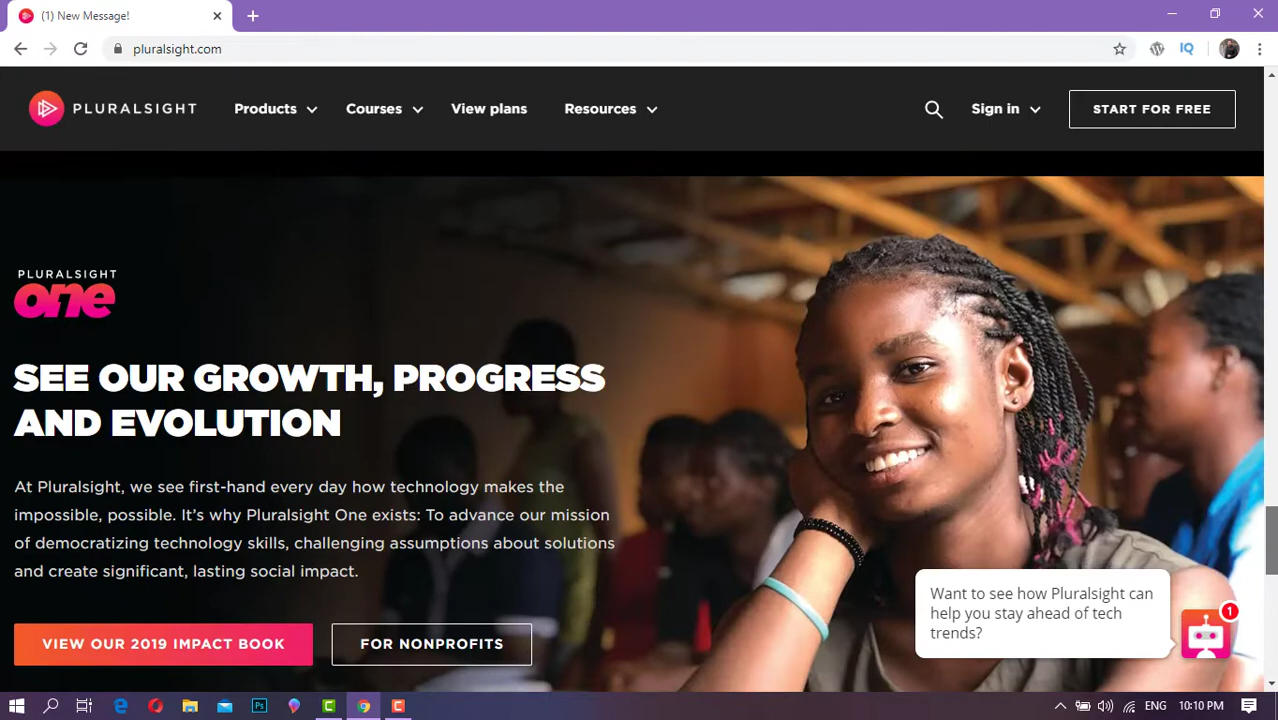 (1) New Message!
pluralsight.com
IQ
PLURALSIGHT
Products
Courses
View plans
Resources
Sign in
START FOR FREE
PLURALSIGHT
one
SEE OUR GROWTH, PROGRESS
AND EVOLUTION
At Pluralsight, we see first-hand every day how technology makes the
impossible, possible. It’s why Pluralsight One exists: To advance our mission
of democratizing technology skills, challenging assumptions about solutions
and create significant, lasting social impact.
VIEW OUR 2019 IMPACT BOOK
FOR NONPROFITS
Want to see how Pluralsight can
help you stay ahead of tech
trends?
1
Ps
C
C
ENG
10:10 PM